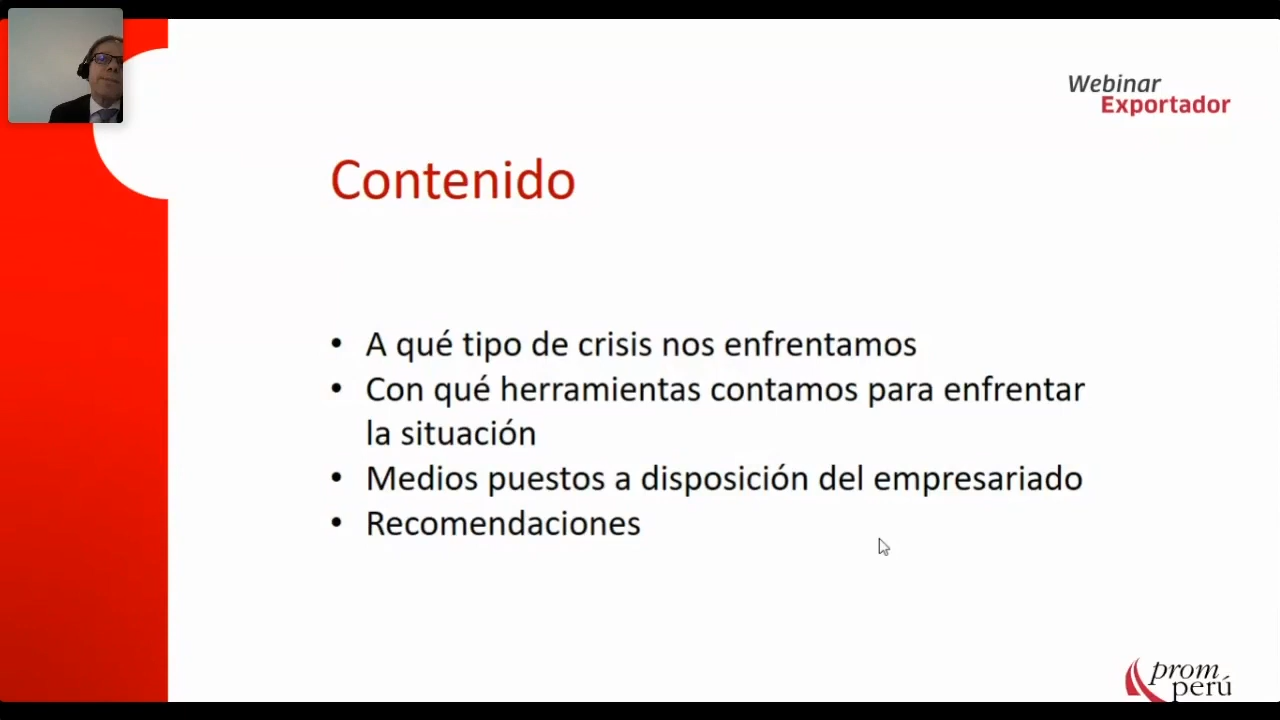 Webinar
Exportador
Contenido
• A qué tipo de crisis nos enfrentamos
• Con qué herramientas contamos para enfrentar
la situación
• Medios puestos a disposición del empresariado
• Recomendaciones
prom
perú